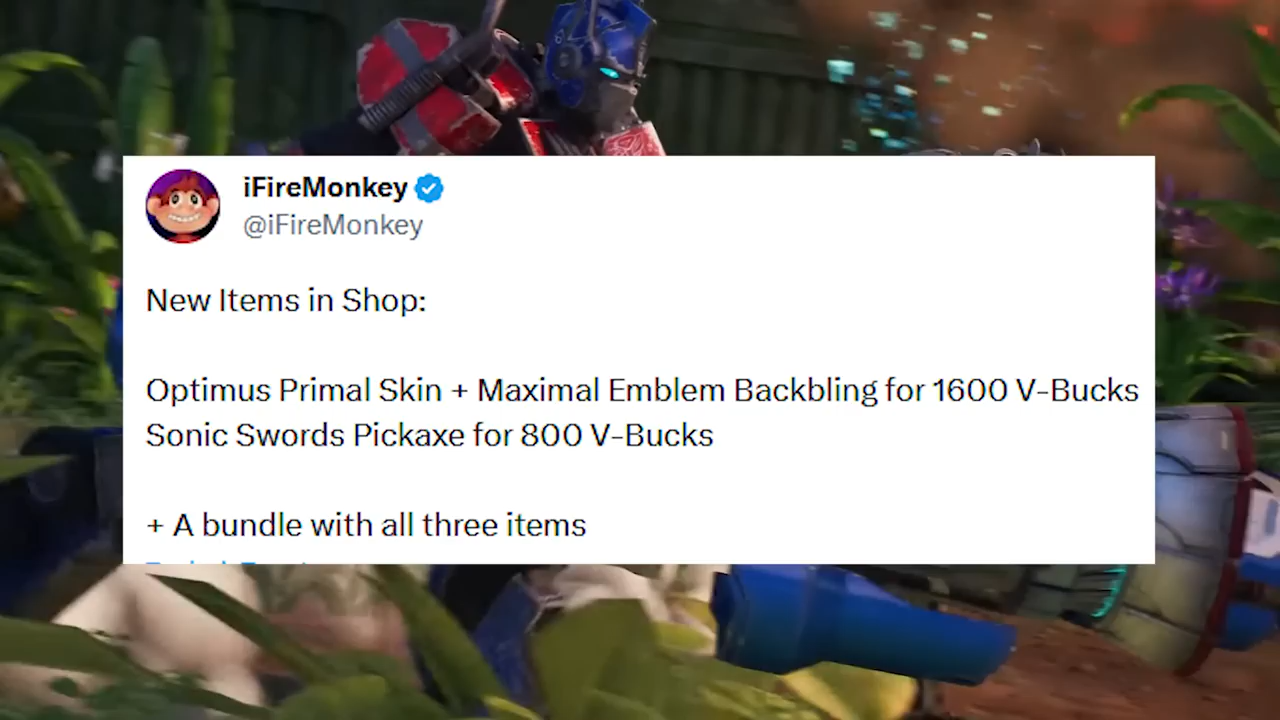 iFireMonkey
@iFireMonkey
New Items in Shop:
Optimus Primal Skin + Maximal Emblem Backbling for 1600 V-Bucks
Sonic Swords Pickaxe for 800 V-Bucks
+ A bundle with all three items